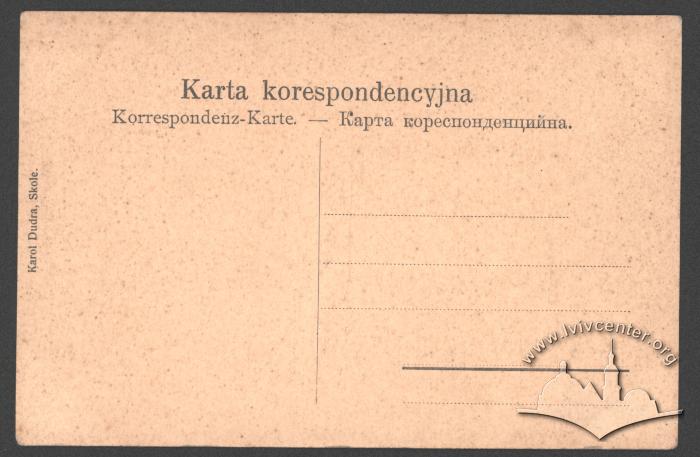 Karta korespondencyjna
Korrespondenz-Karte. — Карта кореспонденцийна.
Karol Dudra, Skole.
www.lvivcenter.org